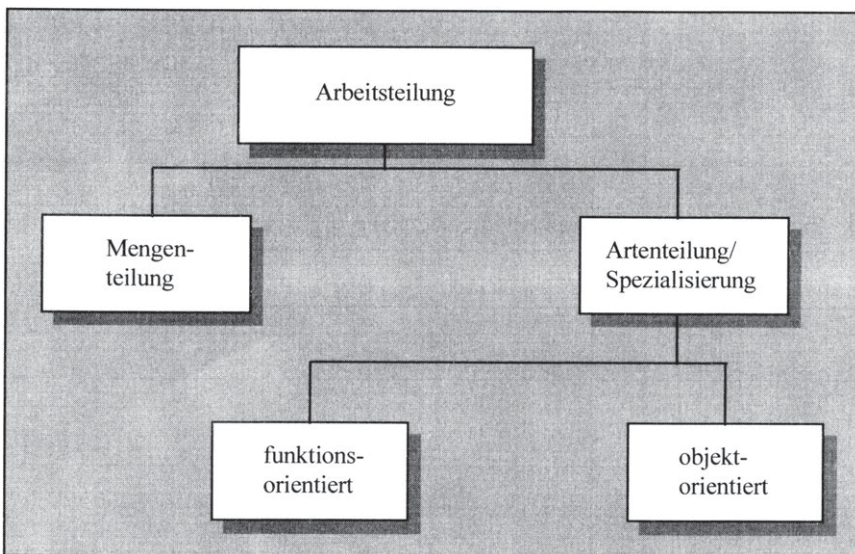 Arbeitsteilung
Mengen-
teilung
Artenteilung/
Spezialisierung
funktions-
orientiert
objekt-
orientiert